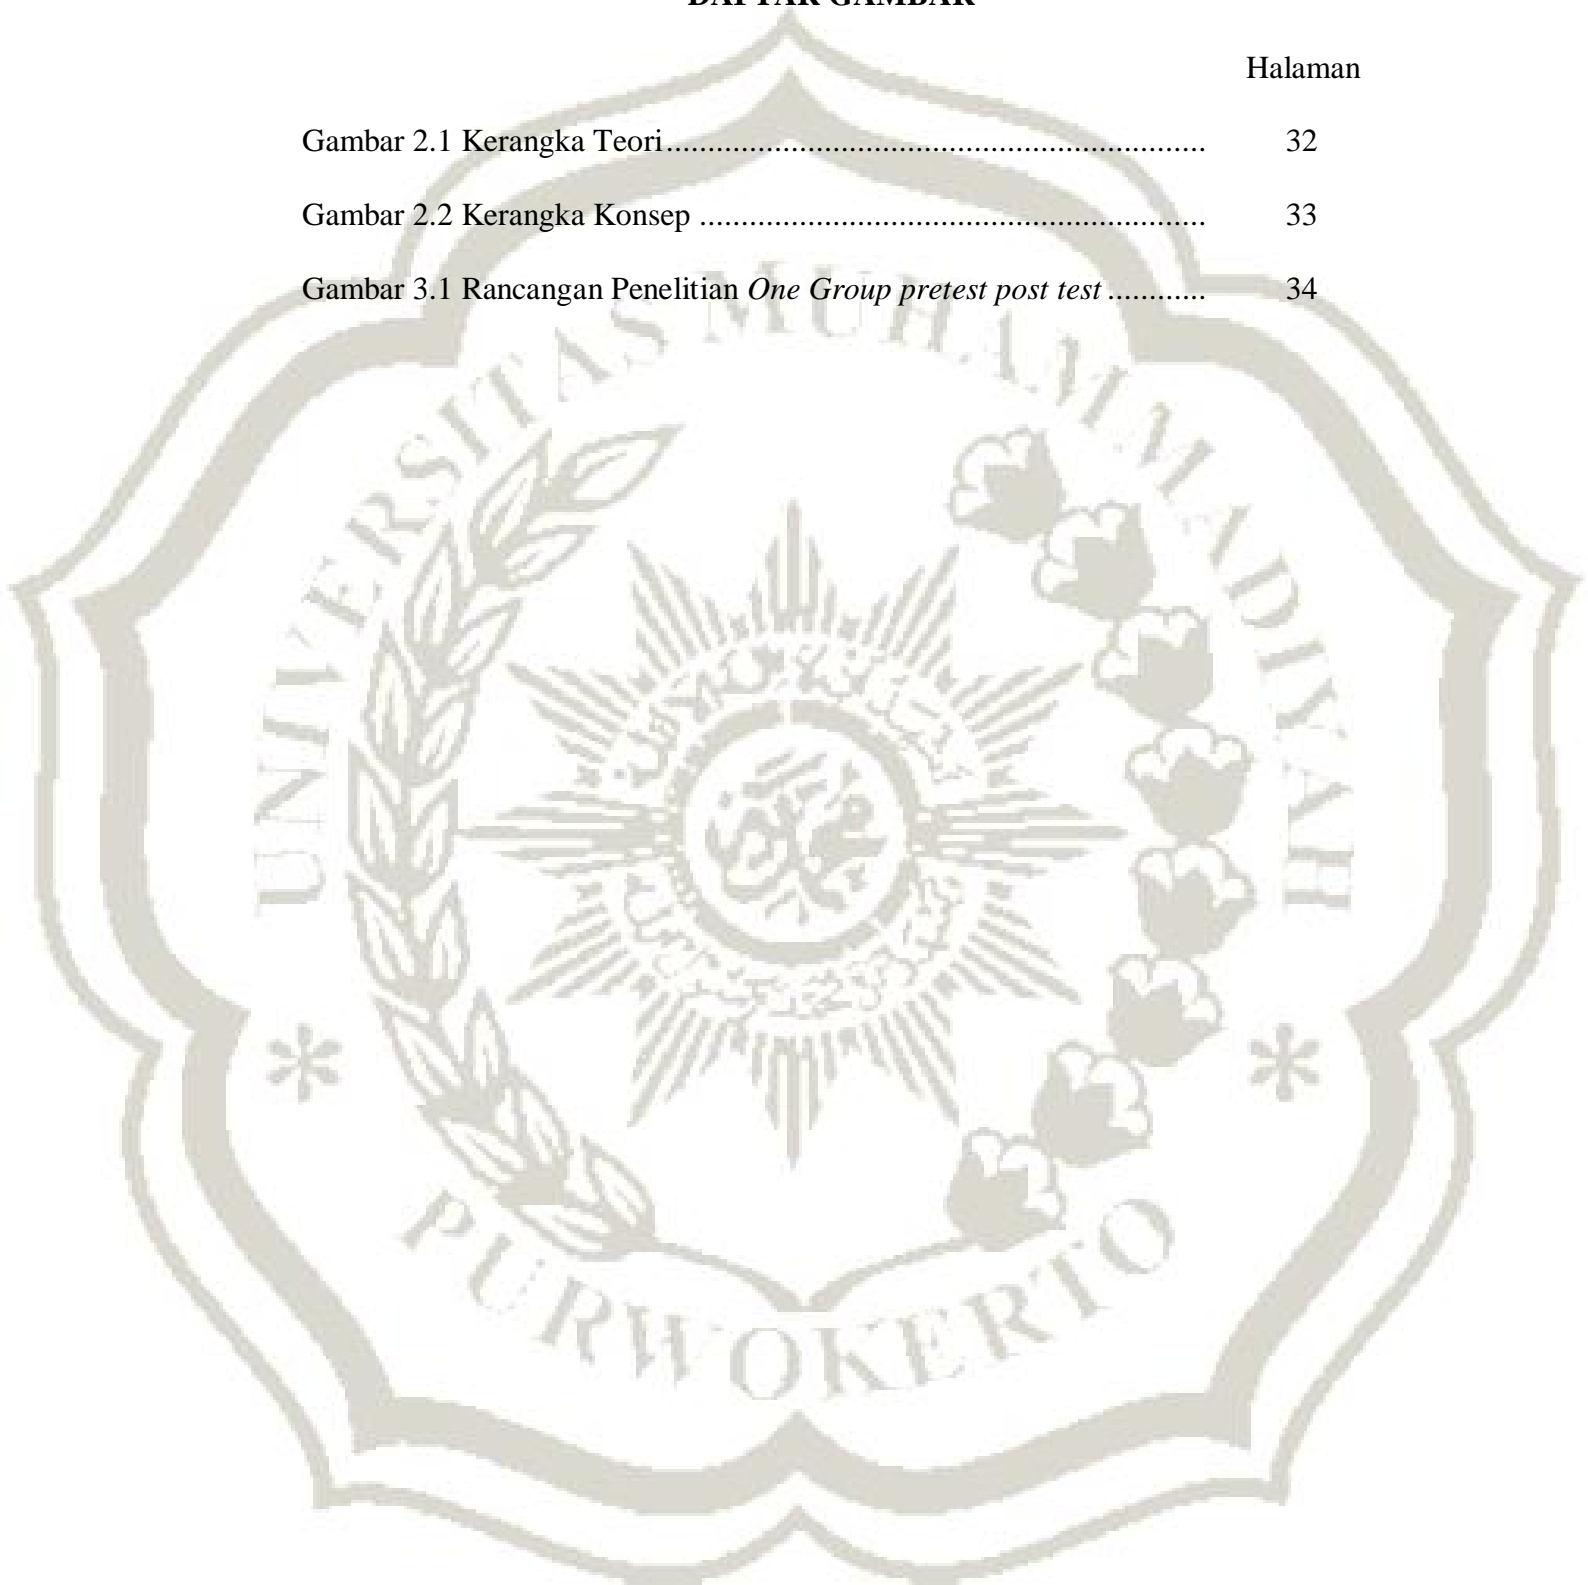 DAFTAR GAMBAR
Halaman
Gambar 2.1 Kerangka Teori........................................................... 32
Gambar 2.2 Kerangka Konsep ....................................................... 33
Gambar 3.1 Rancangan Penelitian One Group pretest post test ............ 34
UNIVERSITAS MUHAMMADIYAH
* *
PURWOKERTO